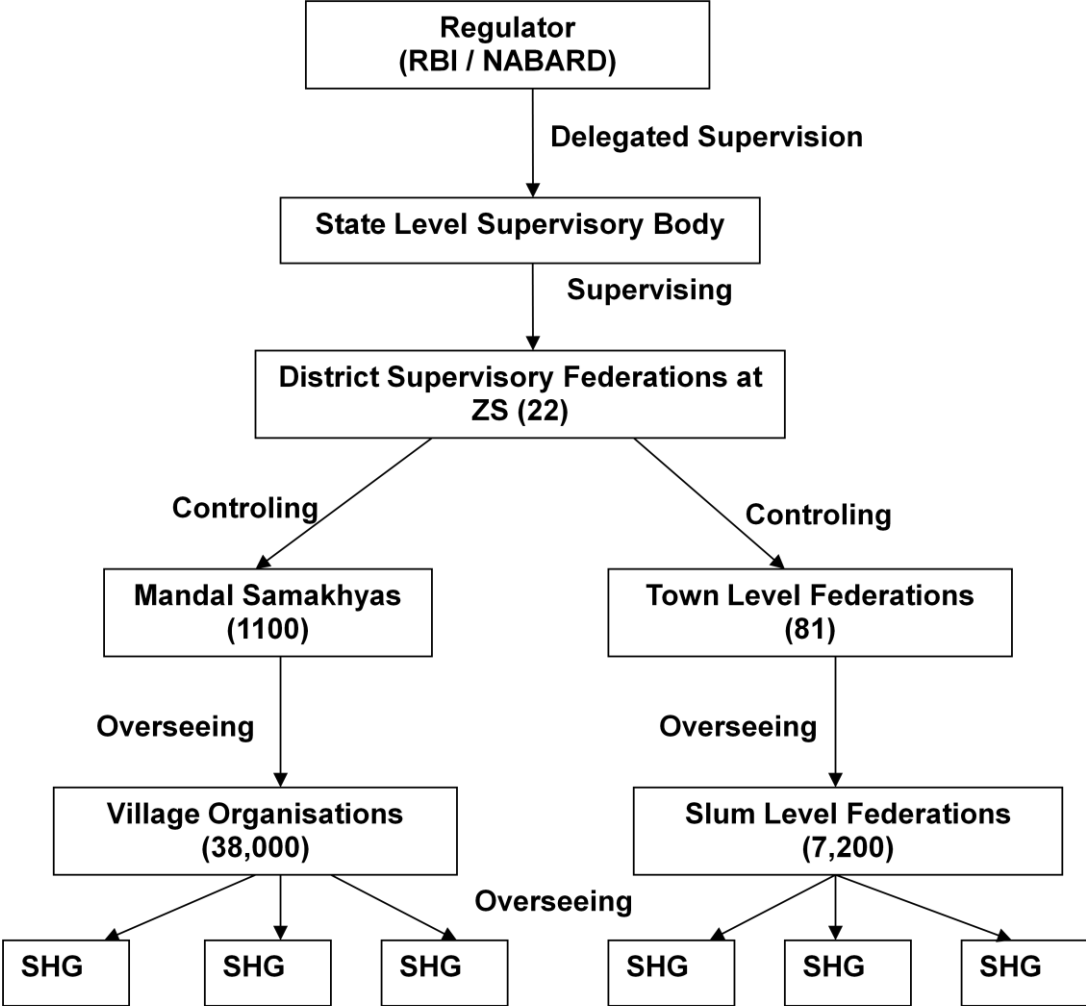 Regulator
(RBI / NABARD)
Delegated Supervision
State Level Supervisory Body
Supervising
District Supervisory Federations at
ZS (22)
Controling
Controling
Mandal Samakhyas
(1100)
Town Level Federations
(81)
Overseeing
Overseeing
Village Organisations
(38,000)
Slum Level Federations
(7,200)
Overseeing
SHG
SHG
SHG
SHG
SHG
SHG